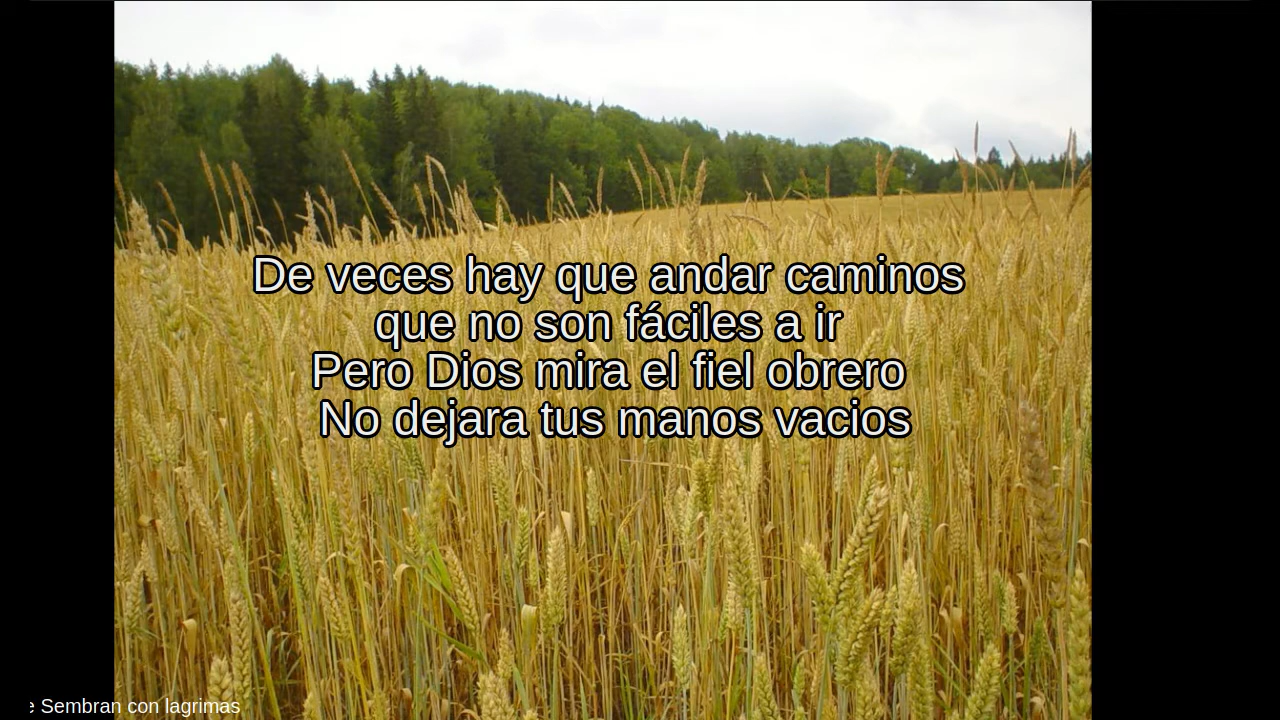 De veces hay que andar caminos
que no son fáciles a ir
Pero Dios mira el fiel obrero
No dejara tus manos vacios
Sembran con lagrimas